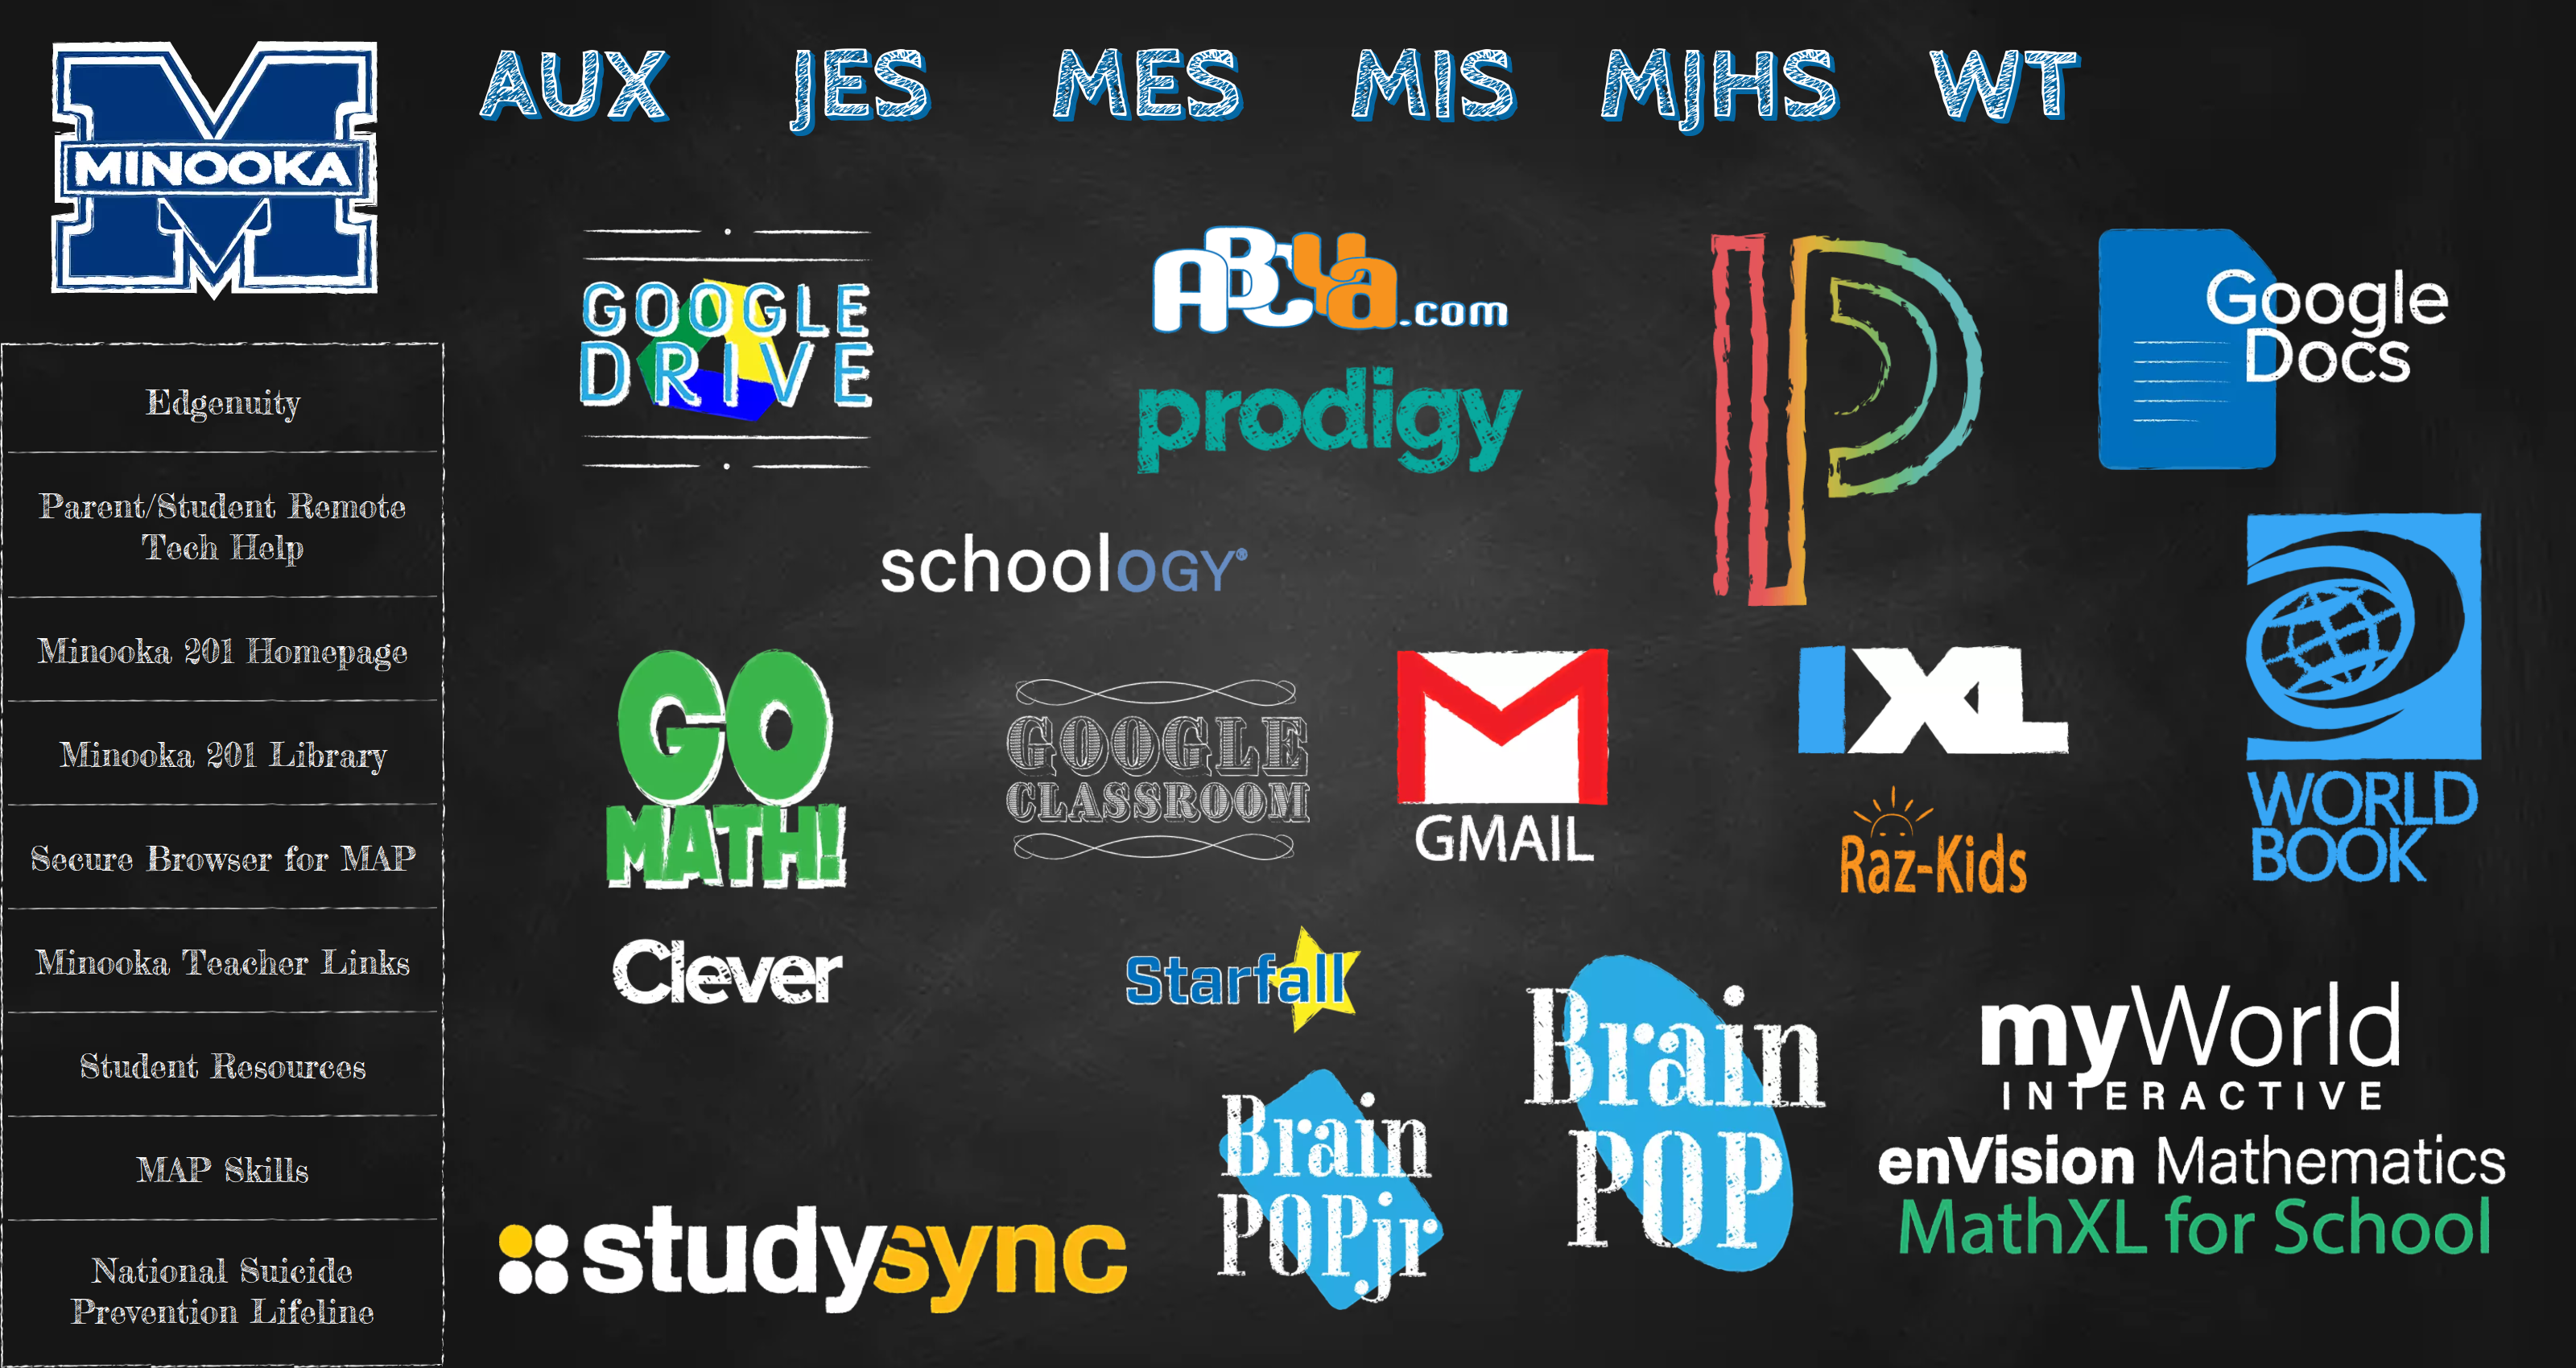 MINOOKA
AUX JES MES MIS MJHS WT
Edgenuity
Parent/Student Remote
Tech Help
Minooka 201 Homepage
Minooka 201 Library
Secure Browser for MAP
Minooka Teacher Links
Student Resources
MAP Skills
National Suicide
Prevention Lifeline
GOOGLE
DRIVE
ABCYa.com
prodigy
Google
Docs
schoology®
GO
MATH!
GOOGLE
CLASSROOM
GMAIL
IXL
Raz-Kids
WORLD
BOOK
Clever
Starfall
Brain
POP
Brain
POPjr
studysync
myWorld
INTERACTIVE
enVision Mathematics
MathXL for School